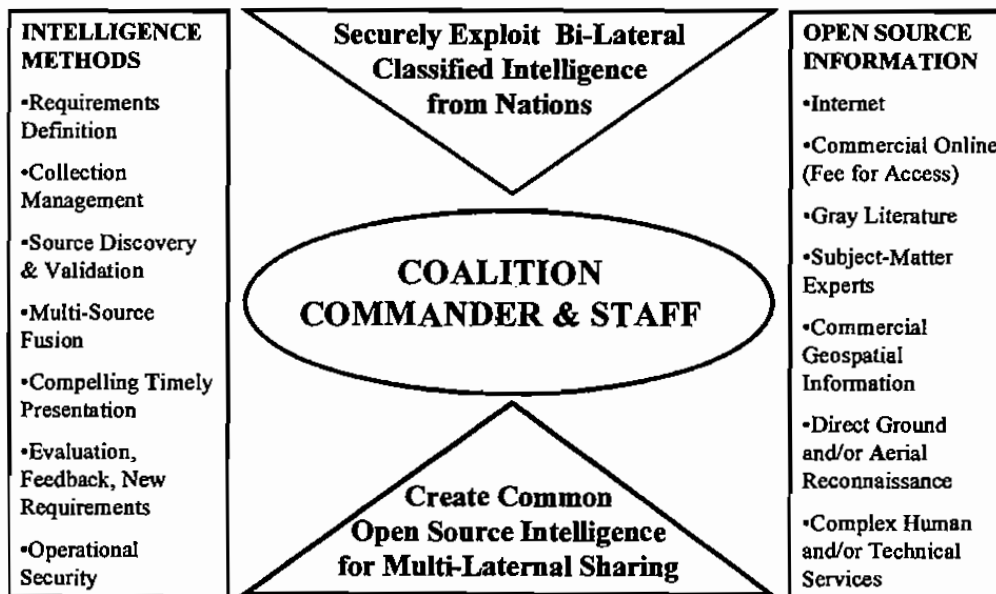 INTELLIGENCE
METHODS
•Requirements
Definition
•Collection
Management
•Source Discovery
& Validation
•Multi-Source
Fusion
•Compelling Timely
Presentation
•Evaluation,
Feedback, New
Requirements
•Operational
Security
Securely Exploit Bi-Lateral
Classified Intelligence
from Nations
COALITION
COMMANDER & STAFF
Create Common
Open Source Intelligence
for Multi-Laternal Sharing
OPEN SOURCE
INFORMATION
•Internet
•Commercial Online
(Fee for Access)
•Gray Literature
•Subject-Matter
Experts
•Commercial
Geospatial
Information
•Direct Ground
and/or Aerial
Reconnaissance
•Complex Human
and/or Technical
Services